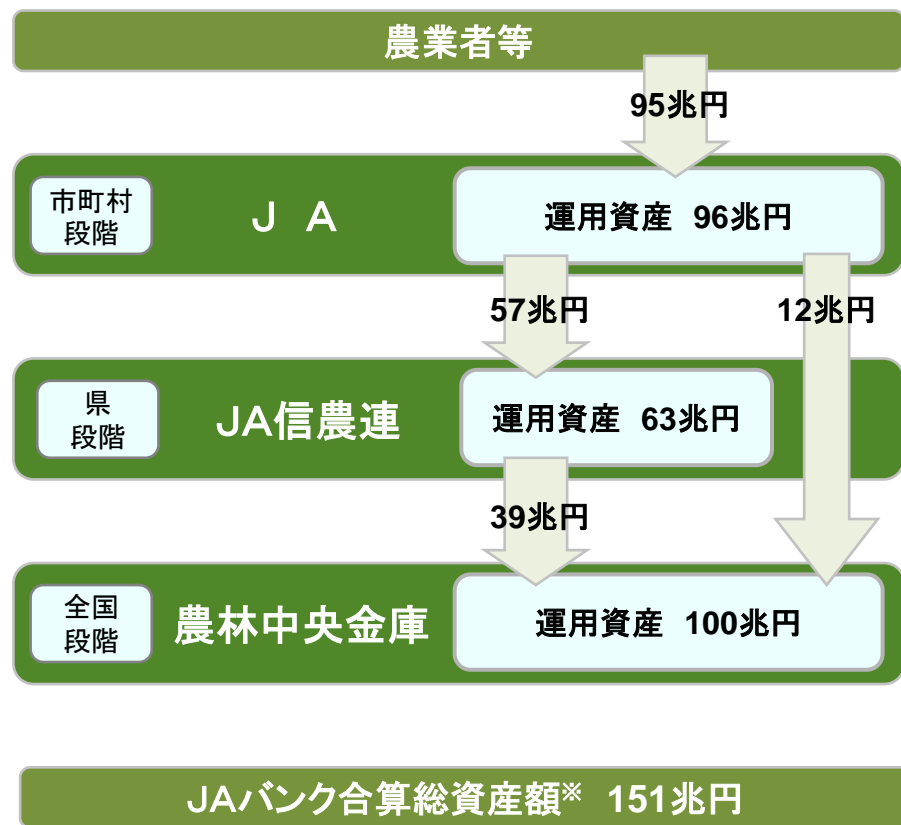 農業者等
95兆円
市町村
段階
Ｊ Ａ
運用資産 96兆円
57兆円
12兆円
県
段階
ＪＡ信農連
運用資産 63兆円
39兆円
全国
段階
農林中央金庫
運用資産 100兆円
ＪＡバンク合算総資産額※ 151兆円